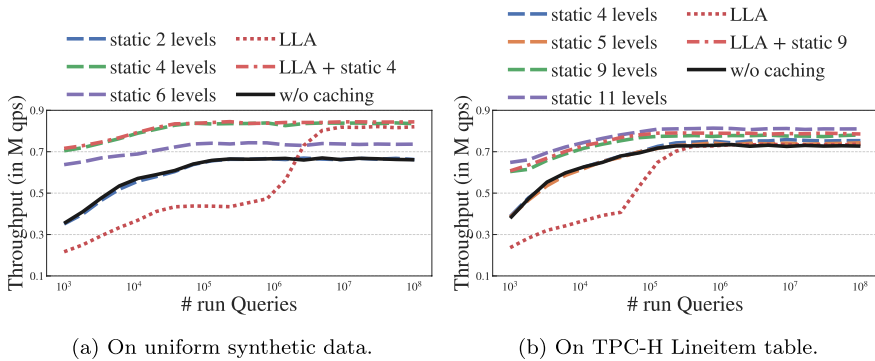 static 2 levels
LLA
static 4 levels
LLA + static 4
static 6 levels
w/o caching
Throughput (in M qps)
0.9
0.7
0.5
0.3
0.1
10³ 10⁴ 10⁵ 10⁶ 10⁷ 10⁸
# run Queries
(a) On uniform synthetic data.
static 4 levels
LLA
static 5 levels
LLA + static 9
static 9 levels
w/o caching
static 11 levels
Throughput (in M qps)
0.9
0.7
0.5
0.3
0.1
10³ 10⁴ 10⁵ 10⁶ 10⁷ 10⁸
# run Queries
(b) On TPC-H Lineitem table.